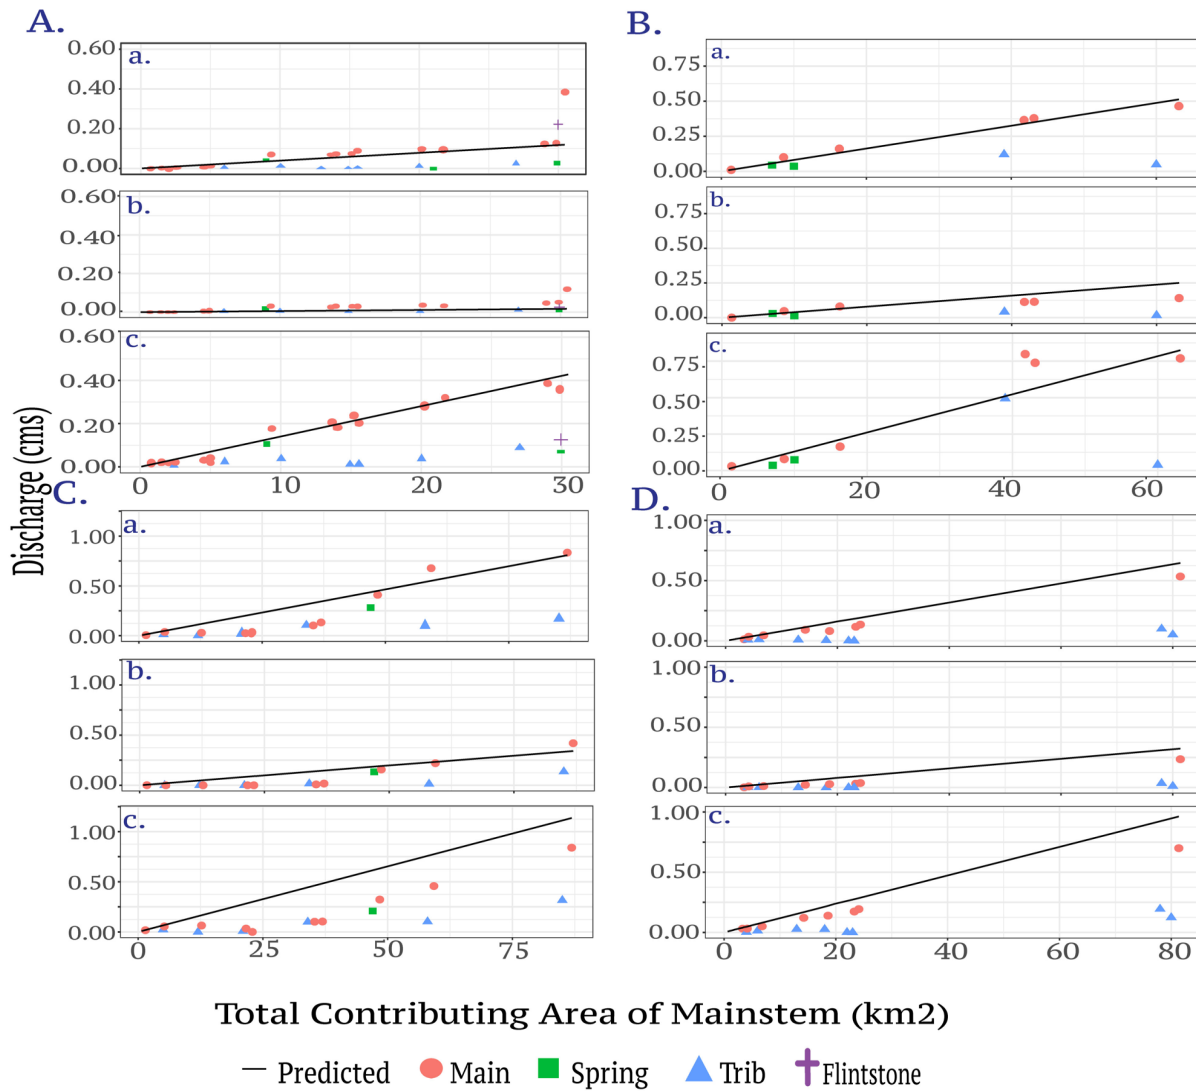 A.
a.
0.60
0.40
0.20
0.00
b.
0.60
0.40
0.20
0.00
c.
0.60
0.40
0.20
0.00
0 10 20 30
B.
a.
0.75
0.50
0.25
0.00
b.
0.75
0.50
0.25
0.00
c.
0.75
0.50
0.25
0.00
0 20 40 60
Discharge (cms)
C.
a.
1.00
0.50
0.00
b.
1.00
0.50
0.00
c.
1.00
0.50
0.00
0 25 50 75
D.
a.
1.00
0.50
0.00
b.
1.00
0.50
0.00
c.
1.00
0.50
0.00
0 20 40 60 80
Total Contributing Area of Mainstem (km2)
Predicted Main Spring Trib Flintstone